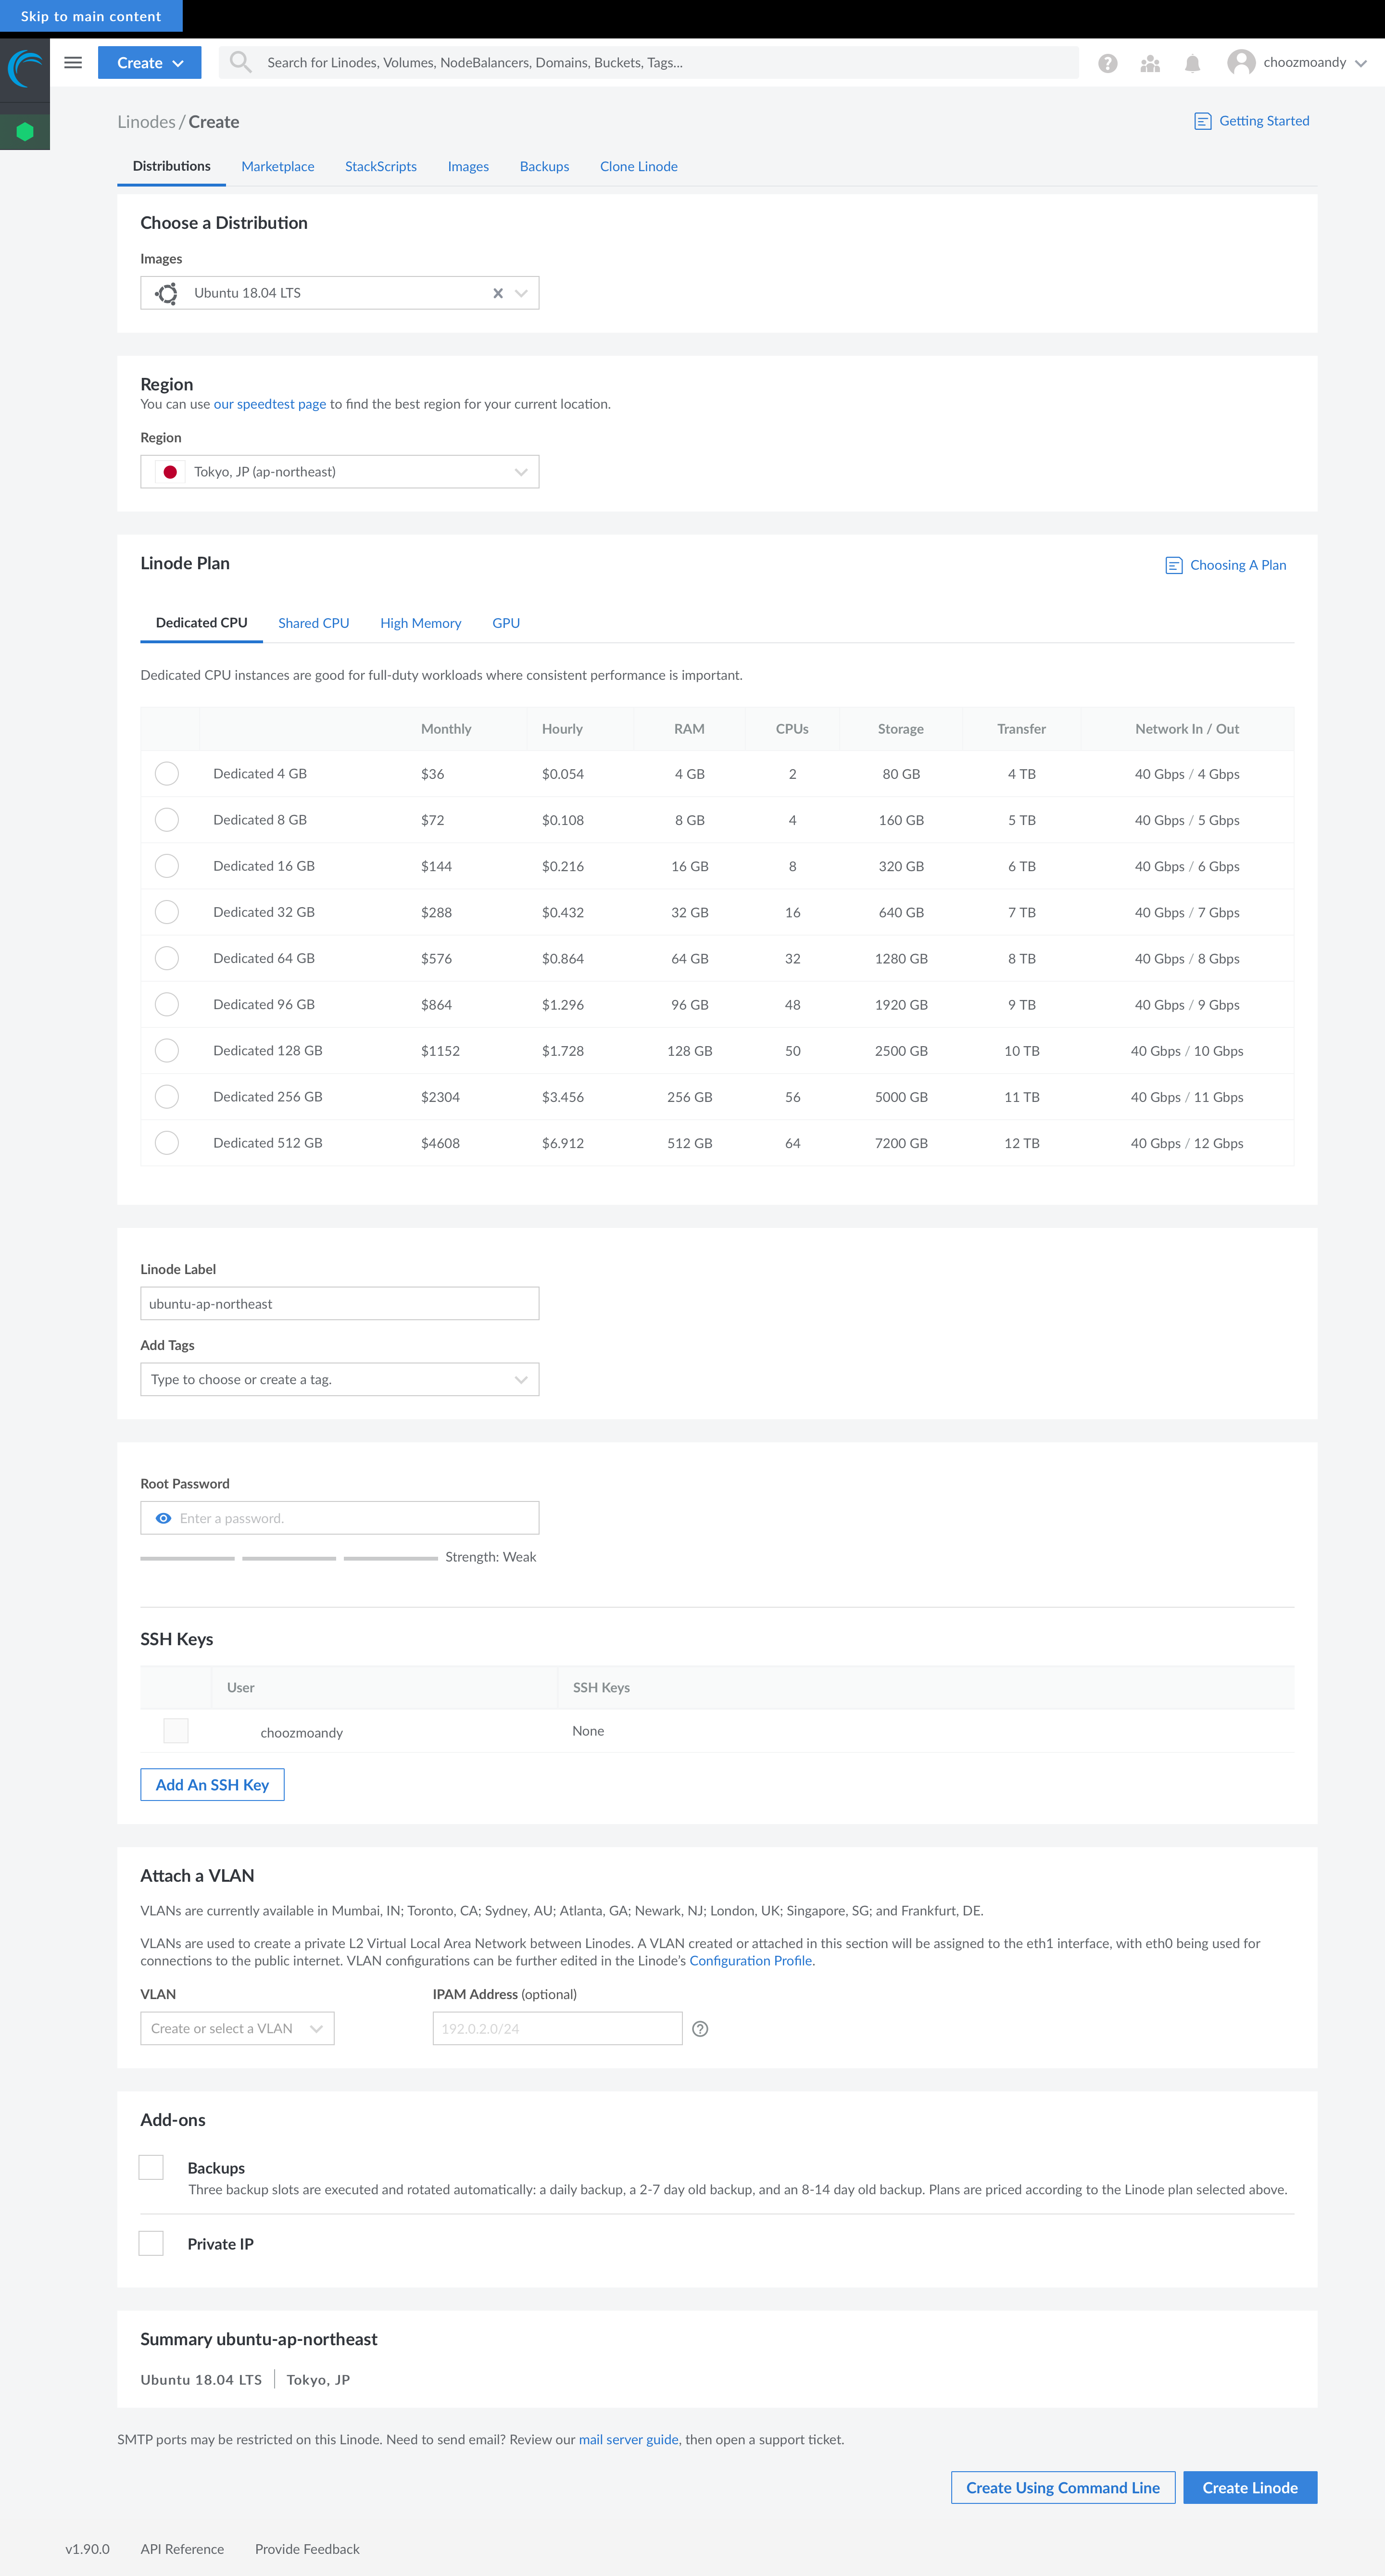 Skip to main content
Create
Search for Linodes, Volumes, NodeBalancers, Domains, Buckets, Tags...
choozmoandy
Linodes / Create
Getting Started
Distributions Marketplace StackScripts Images Backups Clone Linode
Choose a Distribution
Images
Ubuntu 18.04 LTS
Region
You can use our speedtest page to find the best region for your current location.
Region
Tokyo, JP (ap-northeast)
Linode Plan
Choosing A Plan
Dedicated CPU Shared CPU High Memory GPU
Dedicated CPU instances are good for full-duty workloads where consistent performance is important.
Monthly Hourly RAM CPUs Storage Transfer Network In / Out
Dedicated 4 GB $36 $0.054 4 GB 2 80 GB 4 TB 40 Gbps / 4 Gbps
Dedicated 8 GB $72 $0.108 8 GB 4 160 GB 5 TB 40 Gbps / 5 Gbps
Dedicated 16 GB $144 $0.216 16 GB 8 320 GB 6 TB 40 Gbps / 6 Gbps
Dedicated 32 GB $288 $0.432 32 GB 16 640 GB 7 TB 40 Gbps / 7 Gbps
Dedicated 64 GB $576 $0.864 64 GB 32 1280 GB 8 TB 40 Gbps / 8 Gbps
Dedicated 96 GB $864 $1.296 96 GB 48 1920 GB 9 TB 40 Gbps / 9 Gbps
Dedicated 128 GB $1152 $1.728 128 GB 50 2500 GB 10 TB 40 Gbps / 10 Gbps
Dedicated 256 GB $2304 $3.456 256 GB 56 5000 GB 11 TB 40 Gbps / 11 Gbps
Dedicated 512 GB $4608 $6.912 512 GB 64 7200 GB 12 TB 40 Gbps / 12 Gbps
Linode Label
ubuntu-ap-northeast
Add Tags
Type to choose or create a tag.
Root Password
Enter a password.
Strength: Weak
SSH Keys
User SSH Keys
choozmoandy None
Add An SSH Key
Attach a VLAN
VLANs are currently available in Mumbai, IN; Toronto, CA; Sydney, AU; Atlanta, GA; Newark, NJ; London, UK; Singapore, SG; and Frankfurt, DE.
VLANs are used to create a private L2 Virtual Local Area Network between Linodes. A VLAN created or attached in this section will be assigned to the eth1 interface, with eth0 being used for
connections to the public internet. VLAN configurations can be further edited in the Linode's Configuration Profile.
VLAN IPAM Address (optional)
Create or select a VLAN 192.0.2.0/24
Add-ons
Backups
Three backup slots are executed and rotated automatically: a daily backup, a 2-7 day old backup, and an 8-14 day old backup. Plans are priced according to the Linode plan selected above.
Private IP
Summary ubuntu-ap-northeast
Ubuntu 18.04 LTS Tokyo, JP
SMTP ports may be restricted on this Linode. Need to send email? Review our mail server guide, then open a support ticket.
Create Using Command Line Create Linode
v1.90.0 API Reference Provide Feedback